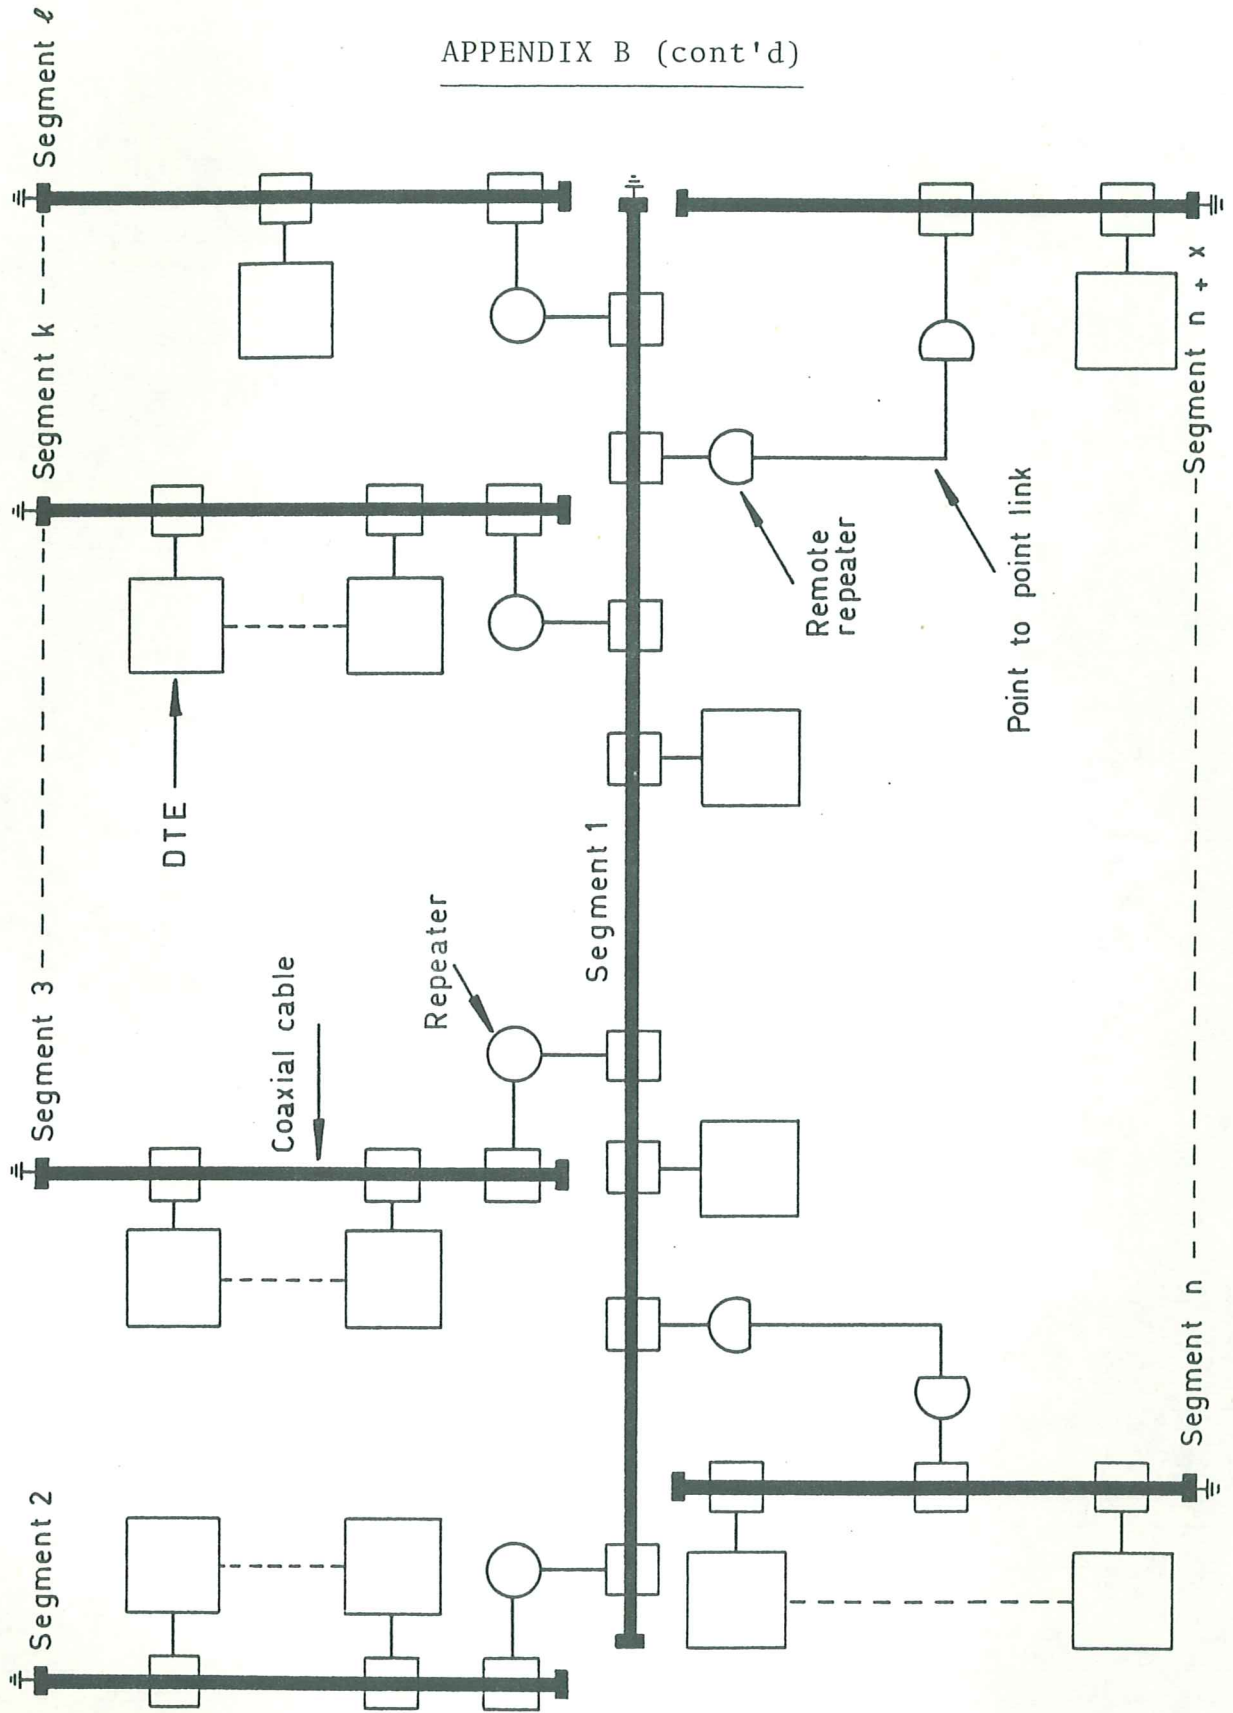 APPENDIX B (cont'd)
Segment 2
Segment 3
Segment k
Segment ℓ
DTE
Coaxial cable
Repeater
Segment 1
Remote
repeater
Point to point link
Segment n
Segment n + x